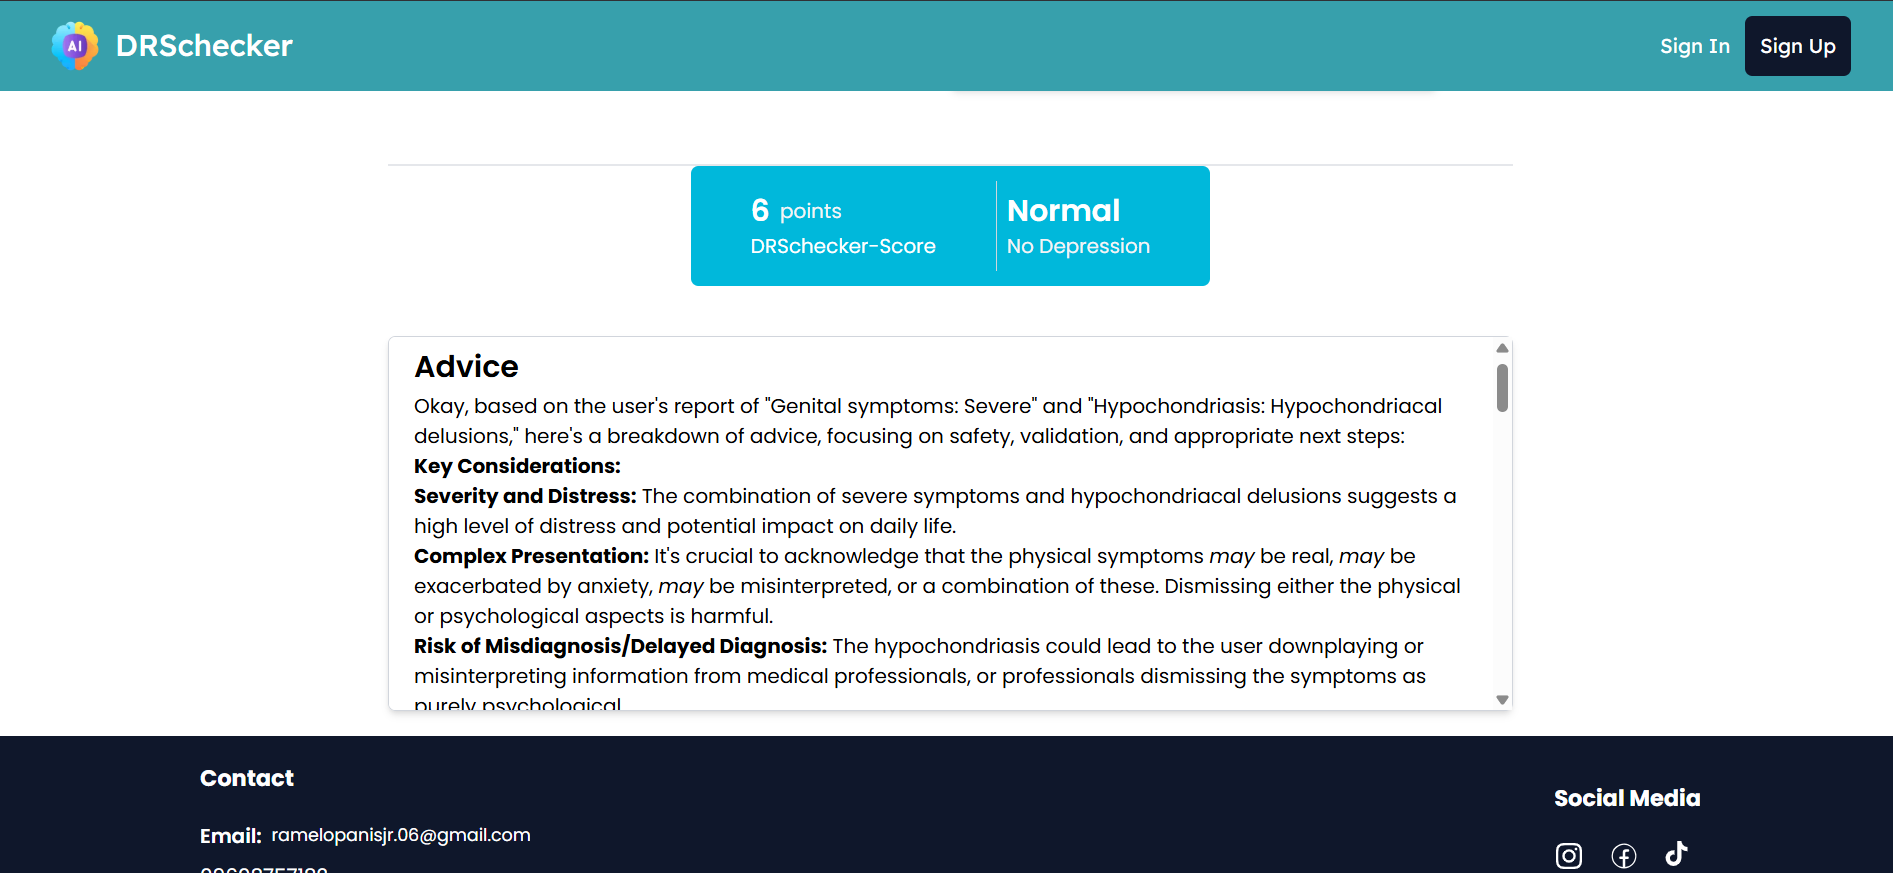 AI
DRSchecker
Sign In
Sign Up
6 points
DRSchecker-Score
Normal
No Depression
Advice
Okay, based on the user's report of "Genital symptoms: Severe" and "Hypochondriasis: Hypochondriacal
delusions," here's a breakdown of advice, focusing on safety, validation, and appropriate next steps:
Key Considerations:
Severity and Distress: The combination of severe symptoms and hypochondriacal delusions suggests a
high level of distress and potential impact on daily life.
Complex Presentation: It's crucial to acknowledge that the physical symptoms may be real, may be
exacerbated by anxiety, may be misinterpreted, or a combination of these. Dismissing either the physical
or psychological aspects is harmful.
Risk of Misdiagnosis/Delayed Diagnosis: The hypochondriasis could lead to the user downplaying or
misinterpreting information from medical professionals, or professionals dismissing the symptoms as
purely psychological.
Contact
Email: ramelopanisjr.06@gmail.com
Social Media